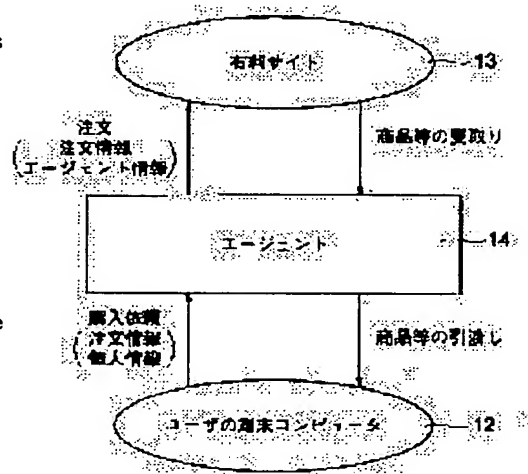 s
有料サイト
13
注文
注文情報
エージェント情報
商品等の受取り
エージェント
14
e
購入依頼
注文情報
個人情報
商品等の引渡し
ユーザの端末コンピュータ
12